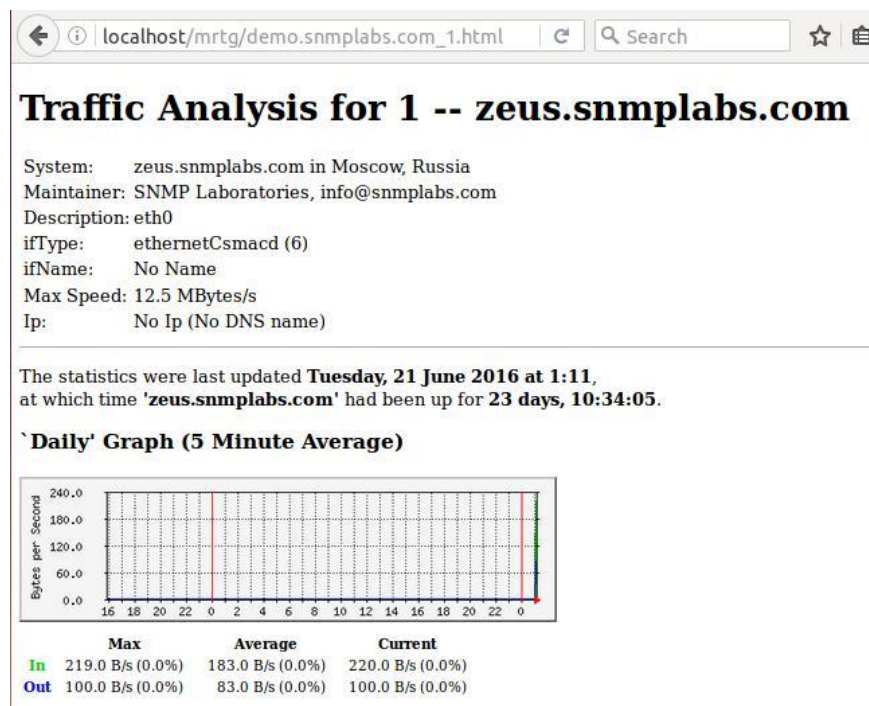 localhost/mrtg/demo.snmplabs.com_1.html
Search
Traffic Analysis for 1 -- zeus.snmplabs.com
System: zeus.snmplabs.com in Moscow, Russia
Maintainer: SNMP Laboratories, info@snmplabs.com
Description: eth0
ifType: ethernetCsmacd (6)
ifName: No Name
Max Speed: 12.5 MBytes/s
Ip: No Ip (No DNS name)
The statistics were last updated Tuesday, 21 June 2016 at 1:11,
at which time 'zeus.snmplabs.com' had been up for 23 days, 10:34:05.
`Daily' Graph (5 Minute Average)
Bytes per Second
240.0
180.0
120.0
60.0
0.0
16 18 20 22 0 2 4 6 8 10 12 14 16 18 20 22 0
Max Average Current
In 219.0 B/s (0.0%) 183.0 B/s (0.0%) 220.0 B/s (0.0%)
Out 100.0 B/s (0.0%) 83.0 B/s (0.0%) 100.0 B/s (0.0%)